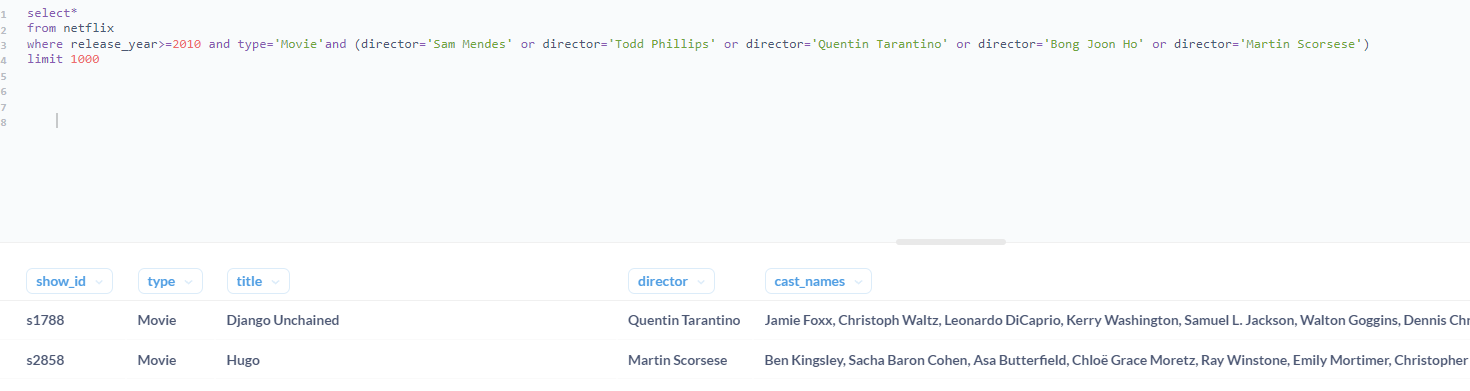 1 select*
2 from netflix
3 where release_year>=2010 and type='Movie'and (director='Sam Mendes' or director='Todd Phillips' or director='Quentin Tarantino' or director='Bong Joon Ho' or director='Martin Scorsese')
4 limit 1000
5
6
7
8
show_id type title director cast_names
s1788 Movie Django Unchained Quentin Tarantino Jamie Foxx, Christoph Waltz, Leonardo DiCaprio, Kerry Washington, Samuel L. Jackson, Walton Goggins, Dennis Chr
s2858 Movie Hugo Martin Scorsese Ben Kingsley, Sacha Baron Cohen, Asa Butterfield, Chloë Grace Moretz, Ray Winstone, Emily Mortimer, Christopher